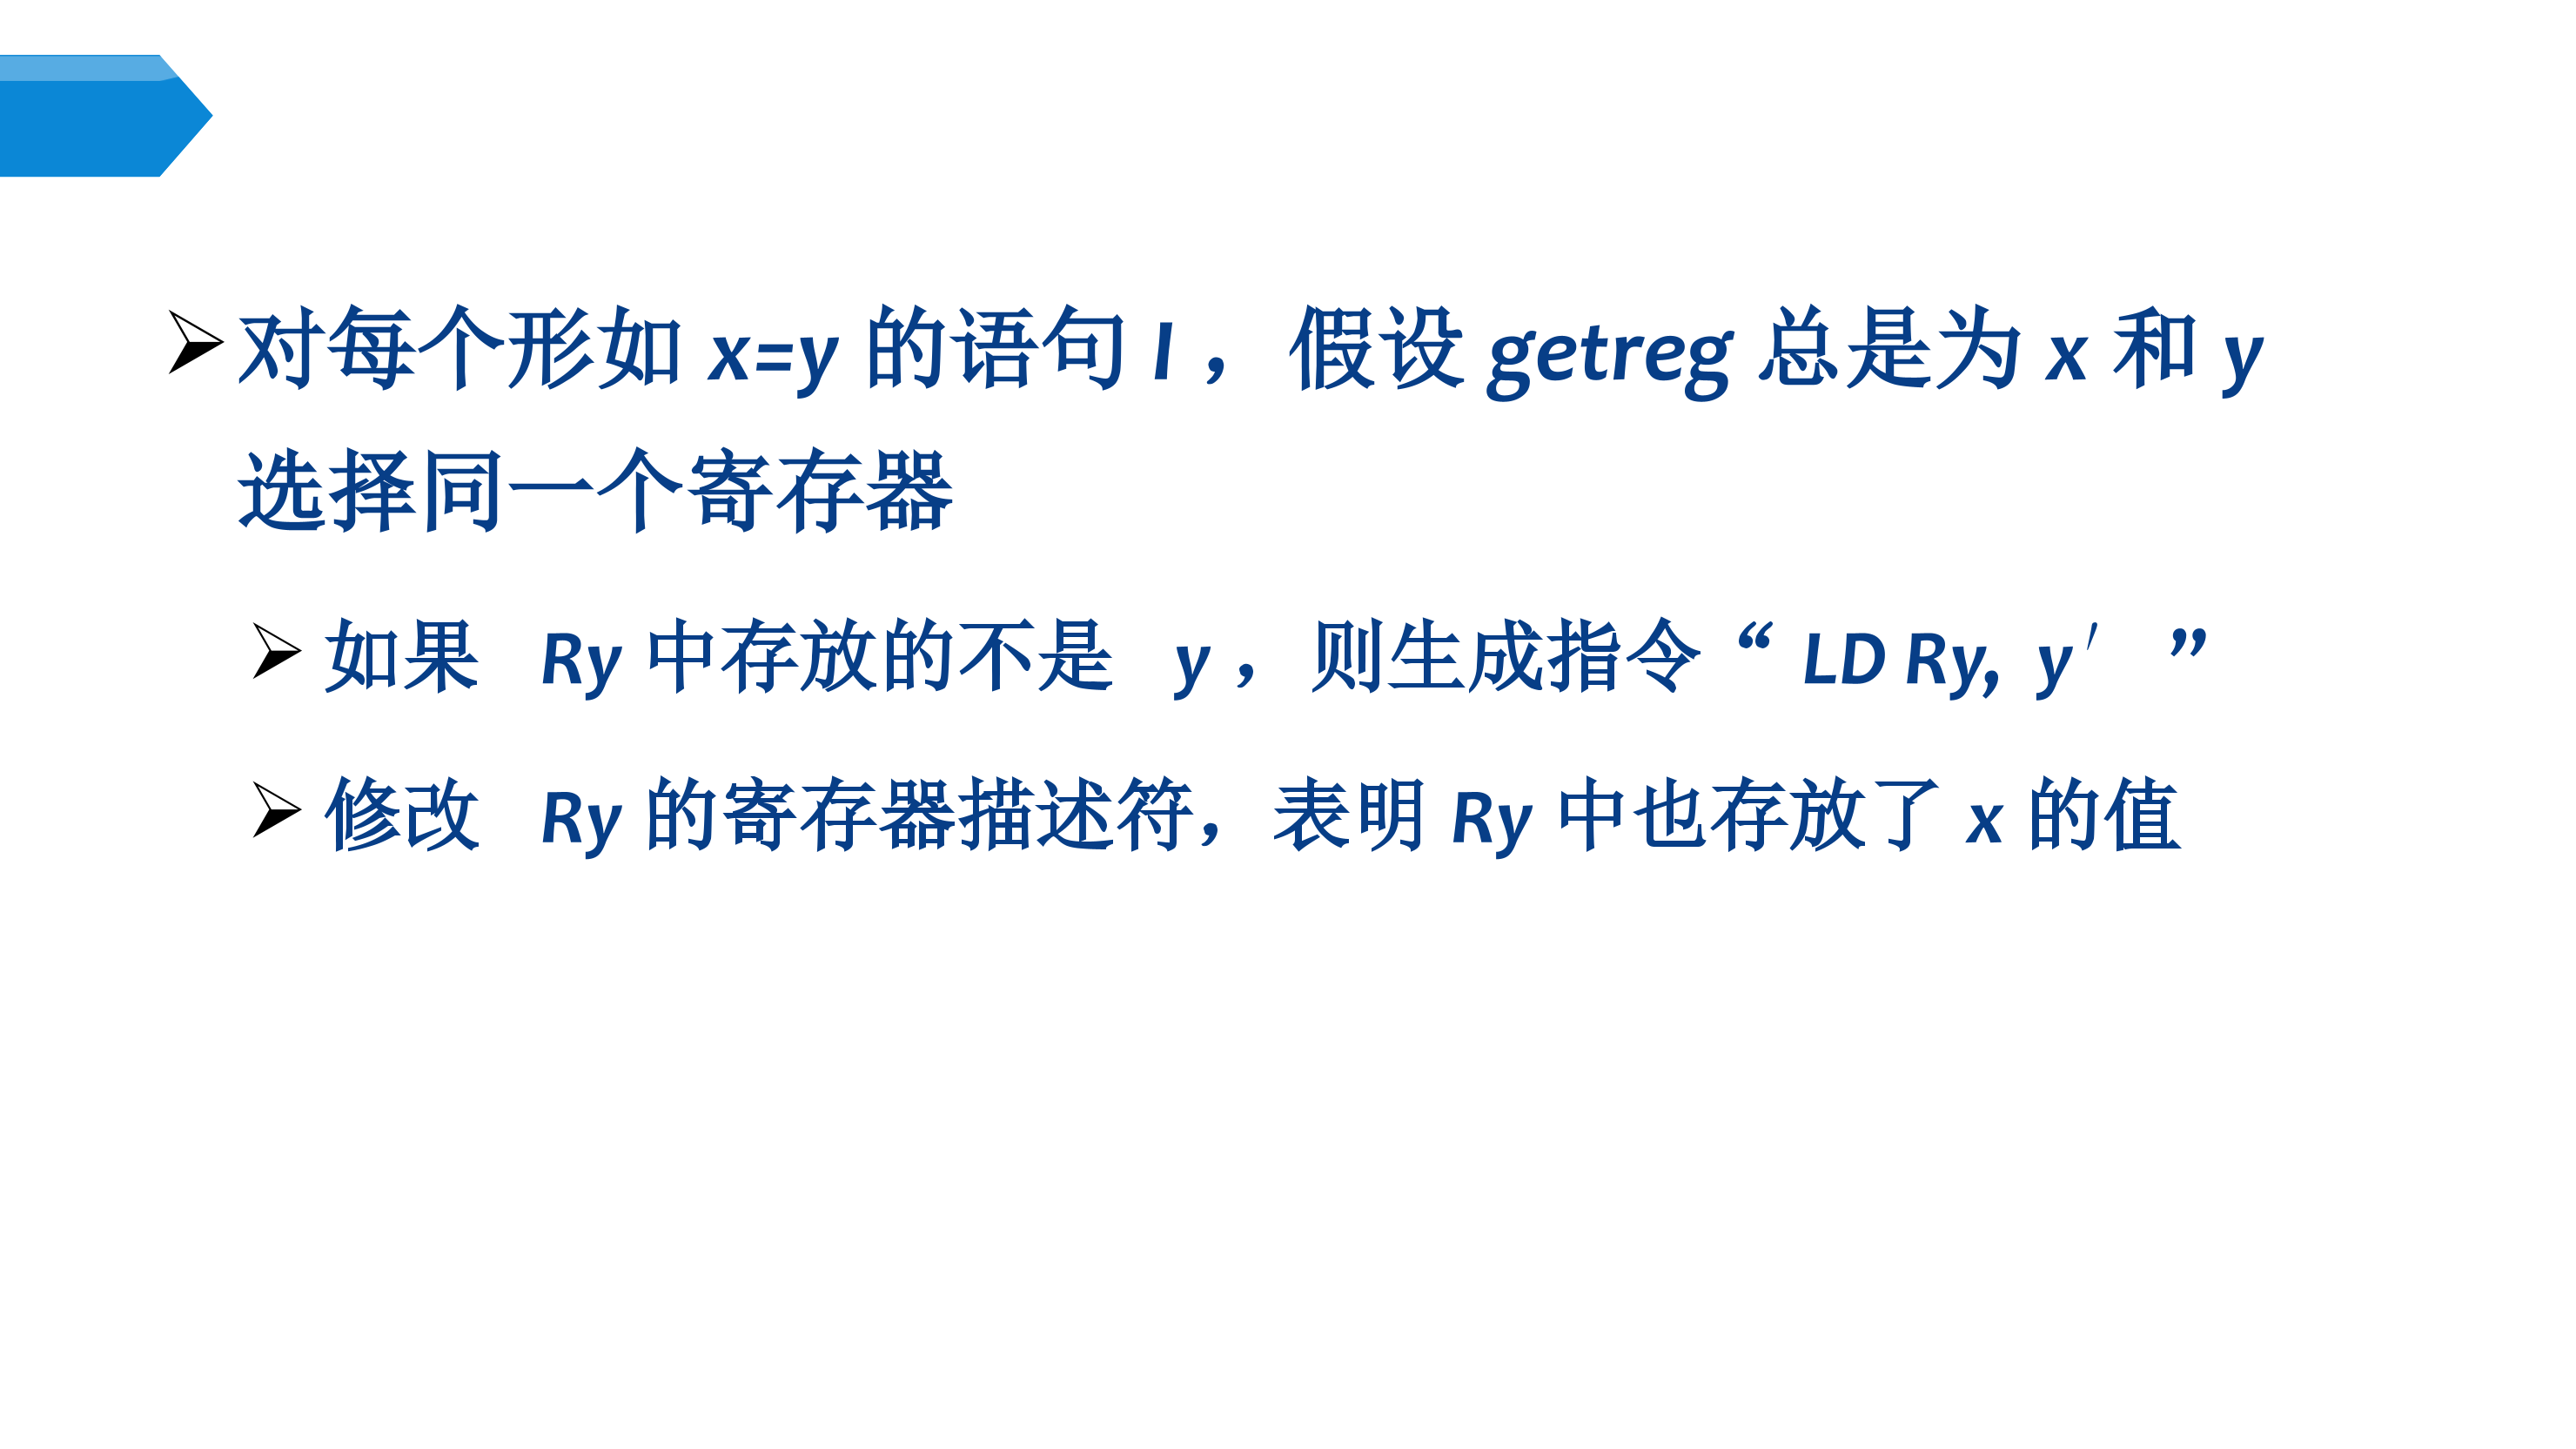 对每个形如 x=y 的语句 I ，假设 getreg 总是为 x 和 y
选择同一个寄存器
如果 Ry 中存放的不是 y ，则生成指令 “ LD Ry, y′ ”
修改 Ry 的寄存器描述符，表明 Ry 中也存放了 x 的值